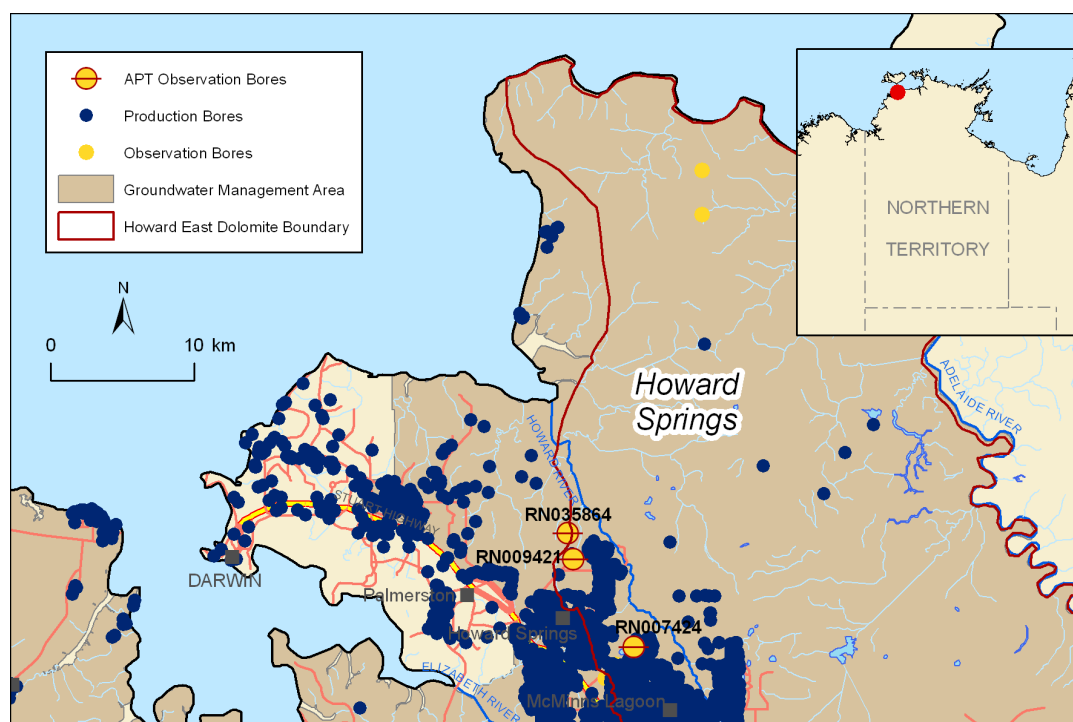 APT Observation Bores
Production Bores
Observation Bores
Groundwater Management Area
Howard East Dolomite Boundary
N
0 10 km
NORTHERN
TERRITORY
Howard
Springs
ADELAIDE RIVER
HOWARD RIVER
STUART HIGHWAY
RN035864
RN009421
DARWIN
Palmerston
Howard Springs
RN007424
ELIZABETH RIVER
McMinns Lagoon